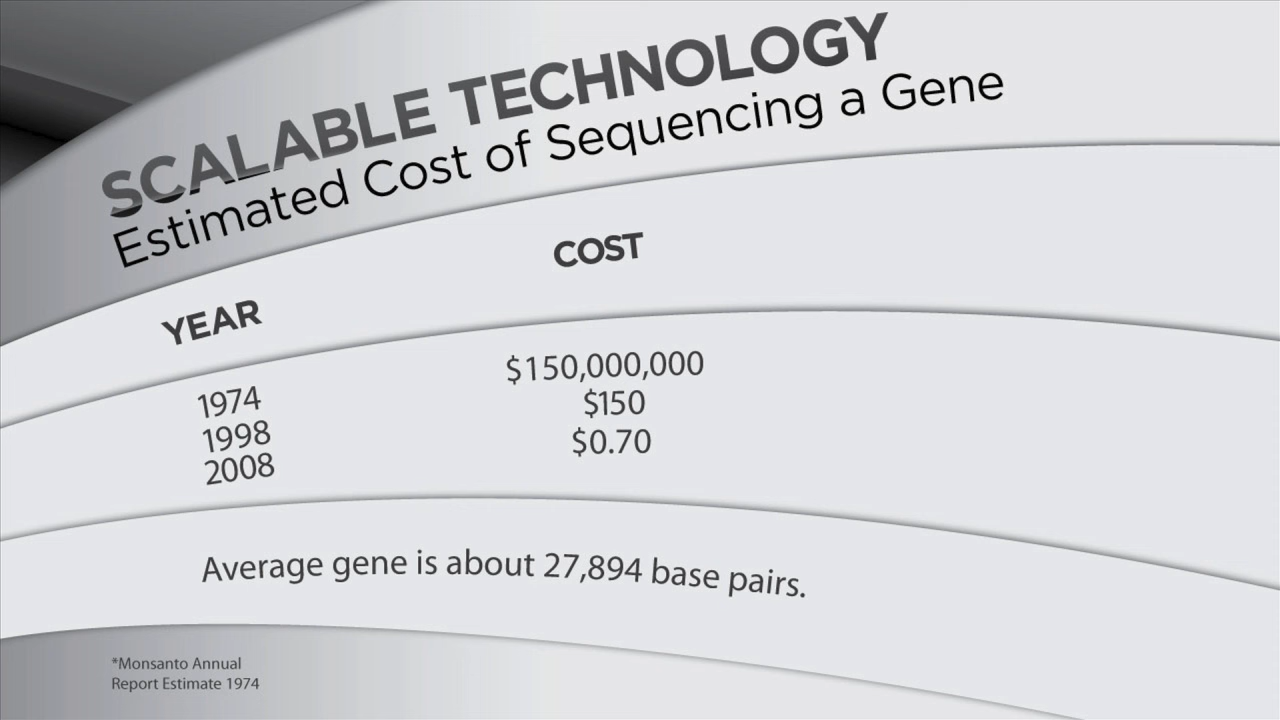 SCALABLE TECHNOLOGY
Estimated Cost of Sequencing a Gene
YEAR COST
1974 $150,000,000
1998 $150
2008 $0.70
Average gene is about 27,894 base pairs.
*Monsanto Annual
Report Estimate 1974